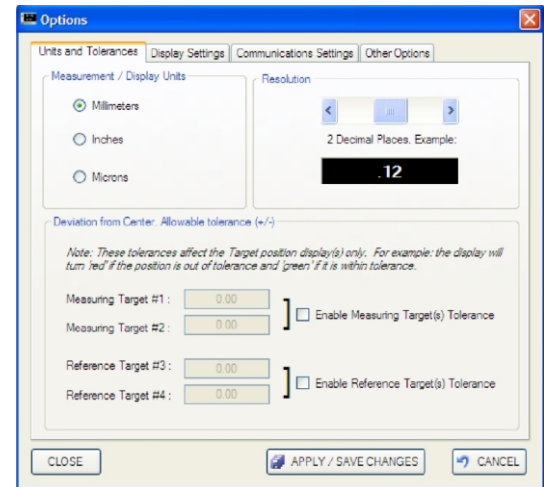 Options
Units and Tolerances
Display Settings
Communications Settings
Other Options
Measurement / Display Units
Millimeters
Inches
Microns
Resolution
2 Decimal Places. Example:
.12
Deviation from Center. Allowable tolerance (+/-)
Note: These tolerances affect the Target position display(s) only. For example: the display will
turn 'red' if the position is out of tolerance and 'green' if it is within tolerance.
Measuring Target #1 : 0.00
Measuring Target #2 : 0.00
] Enable Measuring Target(s) Tolerance
Reference Target #3 : 0.00
Reference Target #4 : 0.00
] Enable Reference Target(s) Tolerance
CLOSE
APPLY / SAVE CHANGES
CANCEL